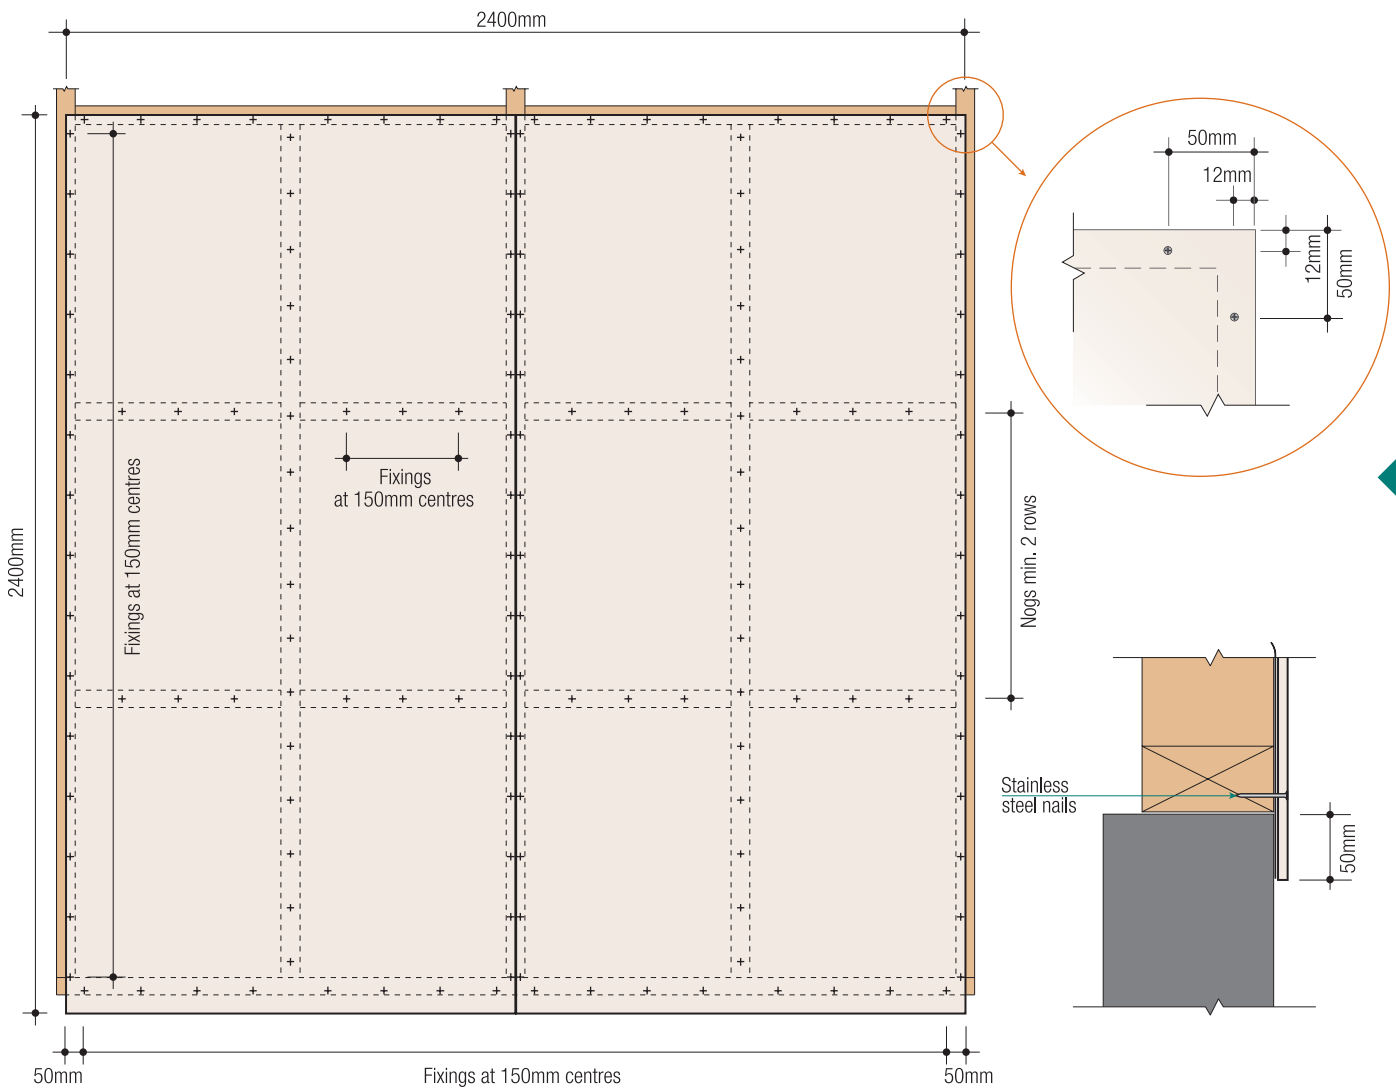 2400mm
50mm
12mm
12mm
50mm
2400mm
Fixings at 150mm centres
Fixings
at 150mm centres
Nogs min. 2 rows
Stainless
steel nails
50mm
50mm
Fixings at 150mm centres
50mm